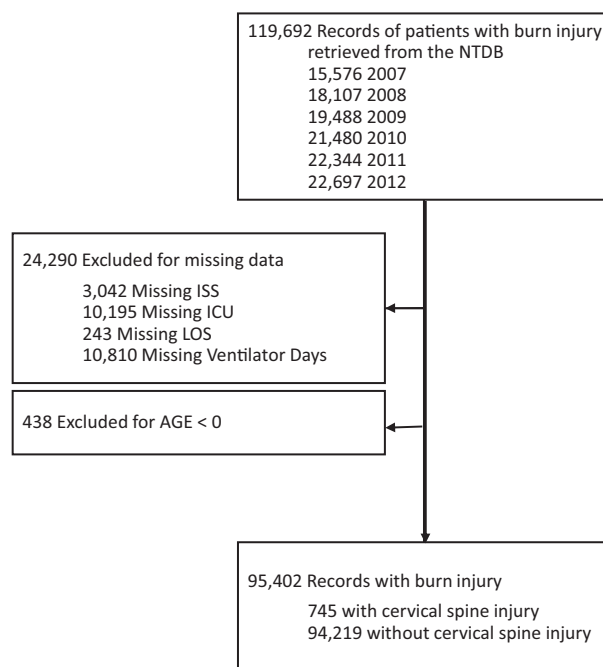 119,692 Records of patients with burn injury
retrieved from the NTDB
15,576 2007
18,107 2008
19,488 2009
21,480 2010
22,344 2011
22,697 2012
24,290 Excluded for missing data
3,042 Missing ISS
10,195 Missing ICU
243 Missing LOS
10,810 Missing Ventilator Days
438 Excluded for AGE < 0
95,402 Records with burn injury
745 with cervical spine injury
94,219 without cervical spine injury